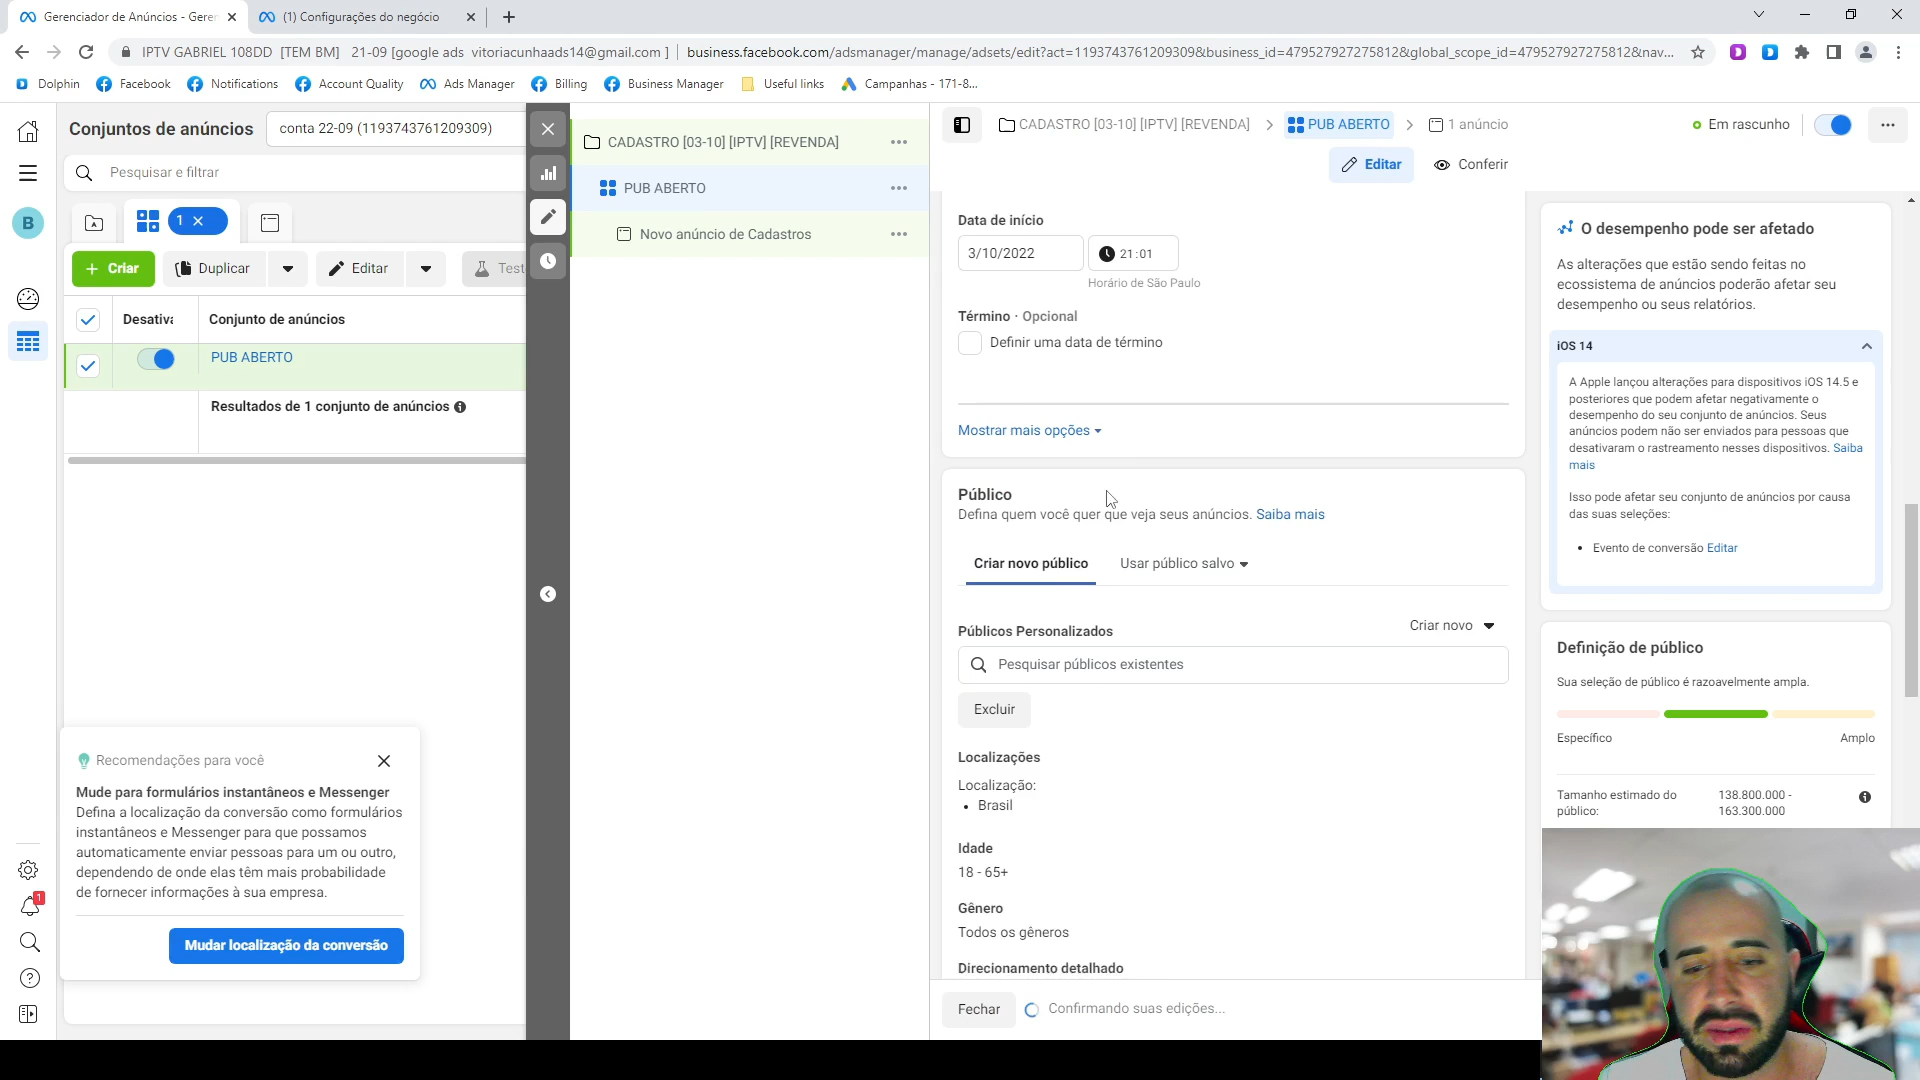 Gerenciador de Anúncios - Geren
(1) Configurações do negócio
IPTV GABRIEL 108DD [TEM BM] 21-09 [google ads vitoriacunhaads14@gmail.com ]
business.facebook.com/adsmanager/manage/adsets/edit?act=1193743761209309&business_id=479527927275812&global_scope_id=479527927275812&nav...
Dolphin
Facebook
Notifications
Account Quality
Ads Manager
Billing
Business Manager
Useful links
Campanhas - 171-8...
B
1
Conjuntos de anúncios
conta 22-09 (1193743761209309)
Pesquisar e filtrar
1
Criar
Duplicar
Editar
Test
Desativa
Conjunto de anúncios
PUB ABERTO
Resultados de 1 conjunto de anúncios
Recomendações para você
Mude para formulários instantâneos e Messenger
Defina a localização da conversão como formulários
instantâneos e Messenger para que possamos
automaticamente enviar pessoas para um ou outro,
dependendo de onde elas têm mais probabilidade
de fornecer informações à sua empresa.
Mudar localização da conversão
CADASTRO [03-10] [IPTV] [REVENDA]
PUB ABERTO
Novo anúncio de Cadastros
CADASTRO [03-10] [IPTV] [REVENDA]
PUB ABERTO
1 anúncio
Em rascunho
Editar
Conferir
Data de início
3/10/2022
21:01
Horário de São Paulo
Término · Opcional
Definir uma data de término
Mostrar mais opções
Público
Defina quem você quer que veja seus anúncios. Saiba mais
Criar novo público
Usar público salvo
Públicos Personalizados
Criar novo
Pesquisar públicos existentes
Excluir
Localizações
Localização:
• Brasil
Idade
18 - 65+
Gênero
Todos os gêneros
Direcionamento detalhado
Fechar
Confirmando suas edições...
O desempenho pode ser afetado
As alterações que estão sendo feitas no
ecossistema de anúncios poderão afetar seu
desempenho ou seus relatórios.
iOS 14
A Apple lançou alterações para dispositivos iOS 14.5 e
posteriores que podem afetar negativamente o
desempenho do seu conjunto de anúncios. Seus
anúncios podem não ser enviados para pessoas que
desativaram o rastreamento nesses dispositivos. Saiba
mais
Isso pode afetar seu conjunto de anúncios por causa
das suas seleções:
• Evento de conversão Editar
Definição de público
Sua seleção de público é razoavelmente ampla.
Específico
Amplo
Tamanho estimado do
público:
138.800.000 -
163.300.000